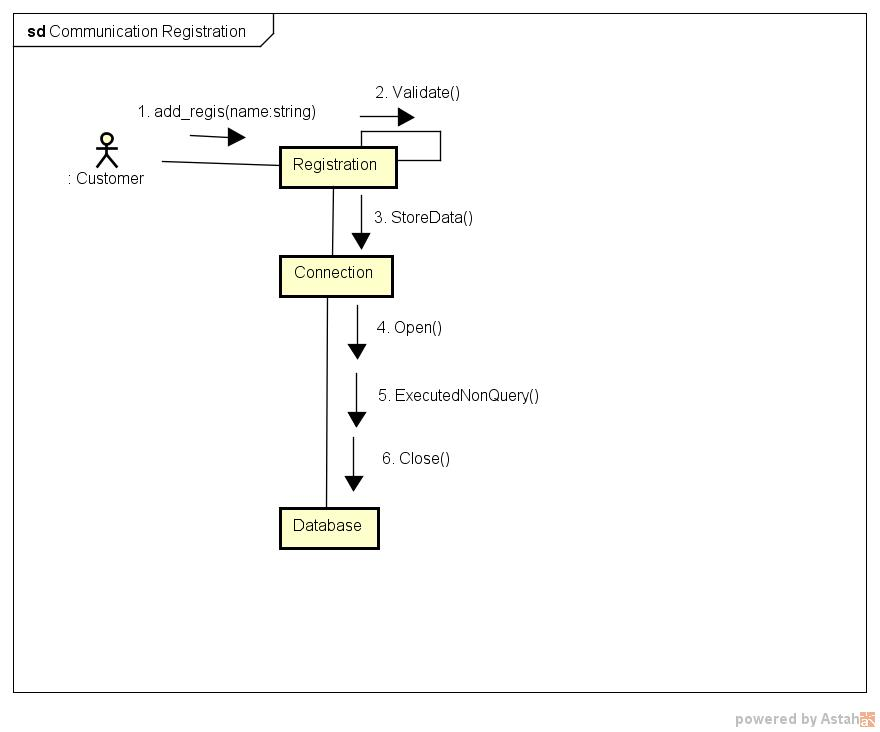 sd Communication Registration
2. Validate()
1. add_regis(name:string)
Registration
: Customer
3. StoreData()
Connection
4. Open()
5. ExecutedNonQuery()
6. Close()
Database
powered by Astah